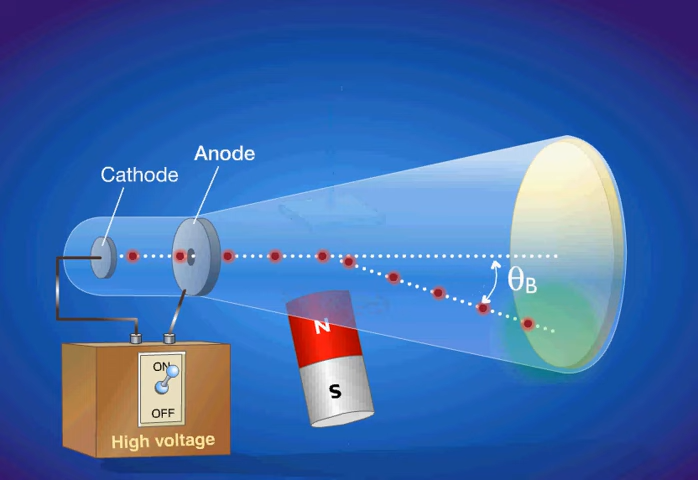 Anode
Cathode
θB
N
S
ON
OFF
High voltage